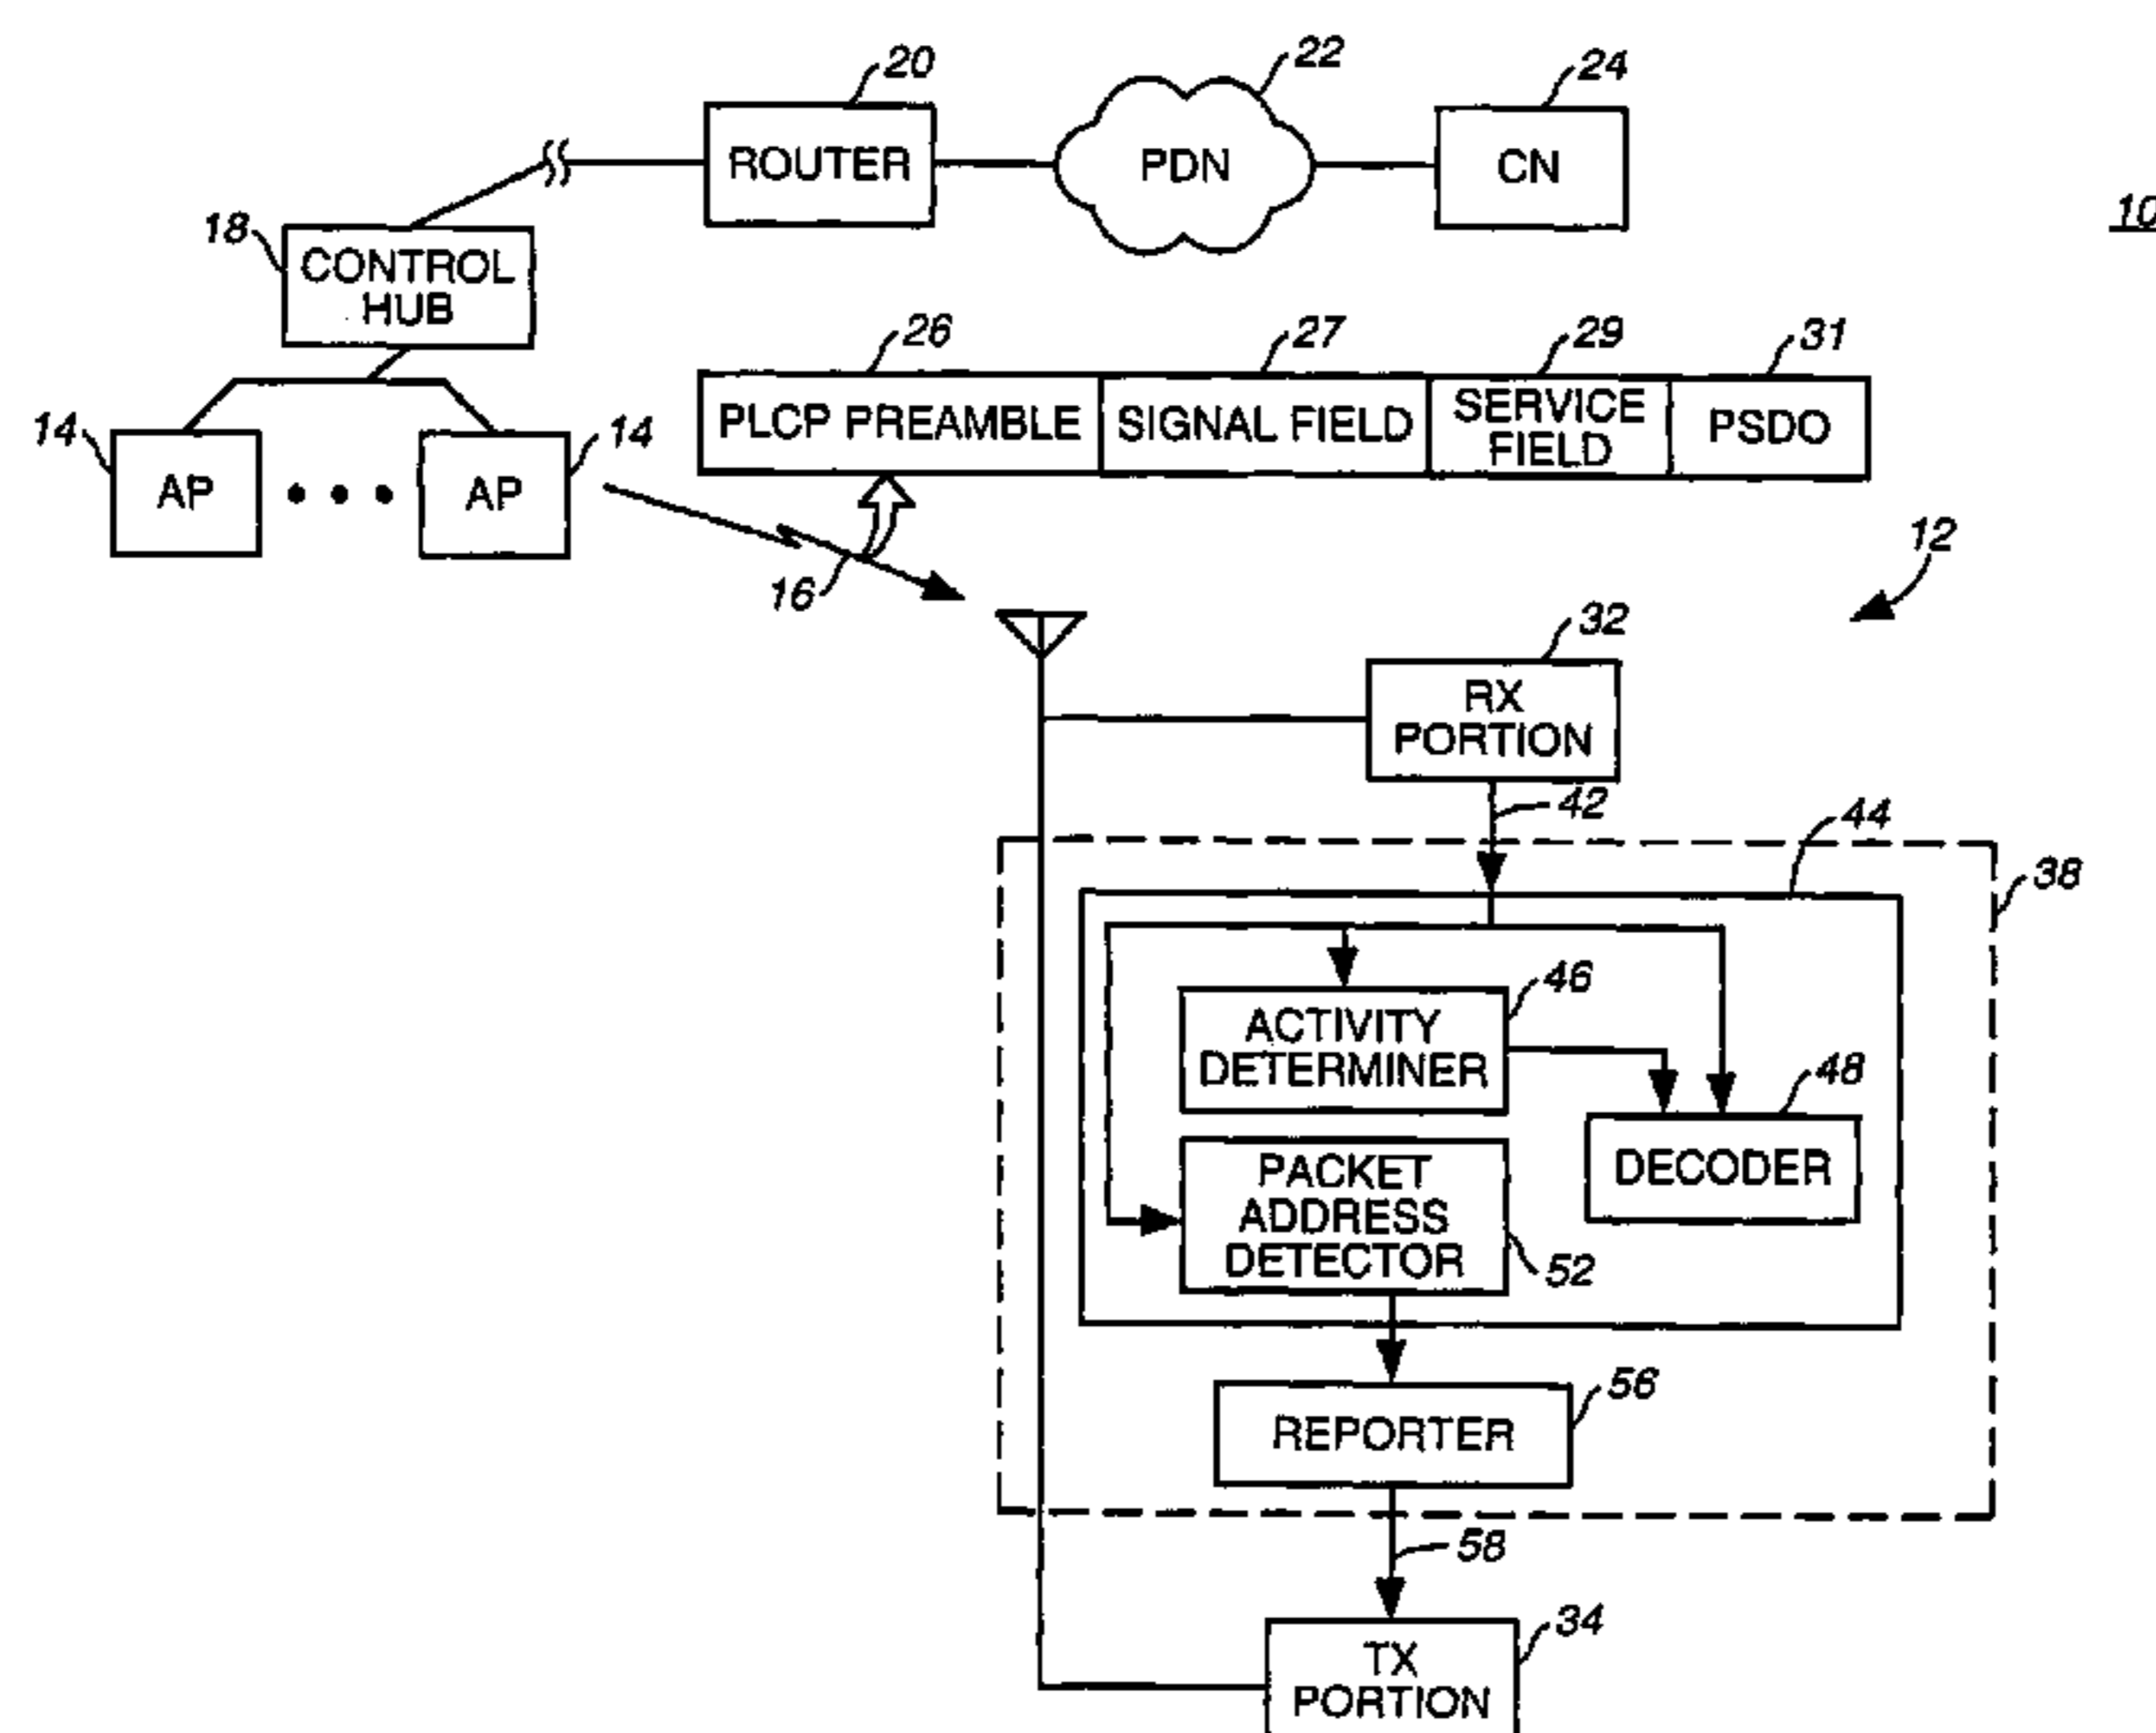 20
22
24
ROUTER
PDN
CN
10
18
CONTROL
HUB
26
27
29
31
PLCP PREAMBLE
SIGNAL FIELD
SERVICE
FIELD
PSDO
14
AP
AP
14
16
12
32
RX
PORTION
42
44
38
46
ACTIVITY
DETERMINER
48
DECODER
PACKET
ADDRESS
DETECTOR
52
56
REPORTER
58
34
TX
PORTION